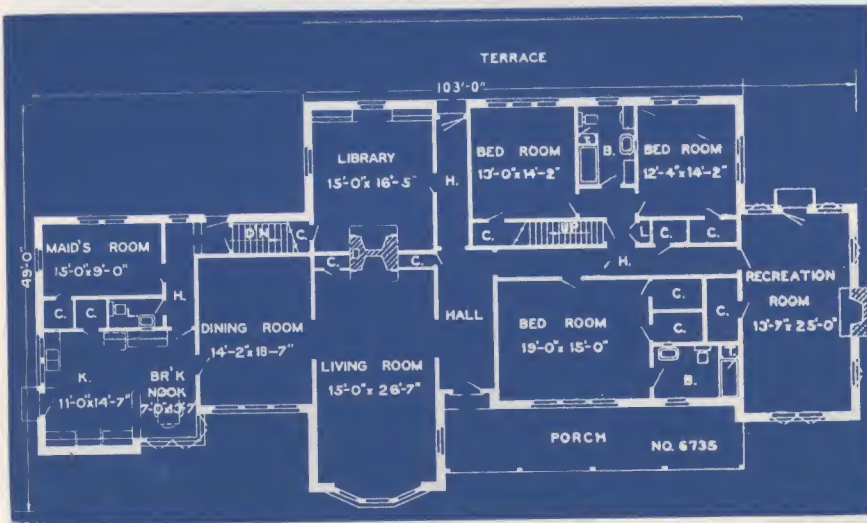 TERRACE
103'-0"
49'-0"
LIBRARY
15'-0" x 16'-5"
H.
BED ROOM
13'-0" x 14'-2"
T.
B.
BED ROOM
12'-4" x 14'-2"
MAID'S ROOM
15'-0" x 9'-0"
DN.
C.
C.
UP
L.
C.
C.
C.
C.
H.
C.
C.
L.
H.
DINING ROOM
14'-2" x 18'-7"
LIVING ROOM
15'-0" x 26'-7"
HALL
BED ROOM
19'-0" x 15'-0"
C.
C.
C.
RECREATION
ROOM
13'-7" x 25'-0"
K.
11'-0" x 14'-7"
BR'K
NOOK
B.
T.
PORCH
NO. 6735